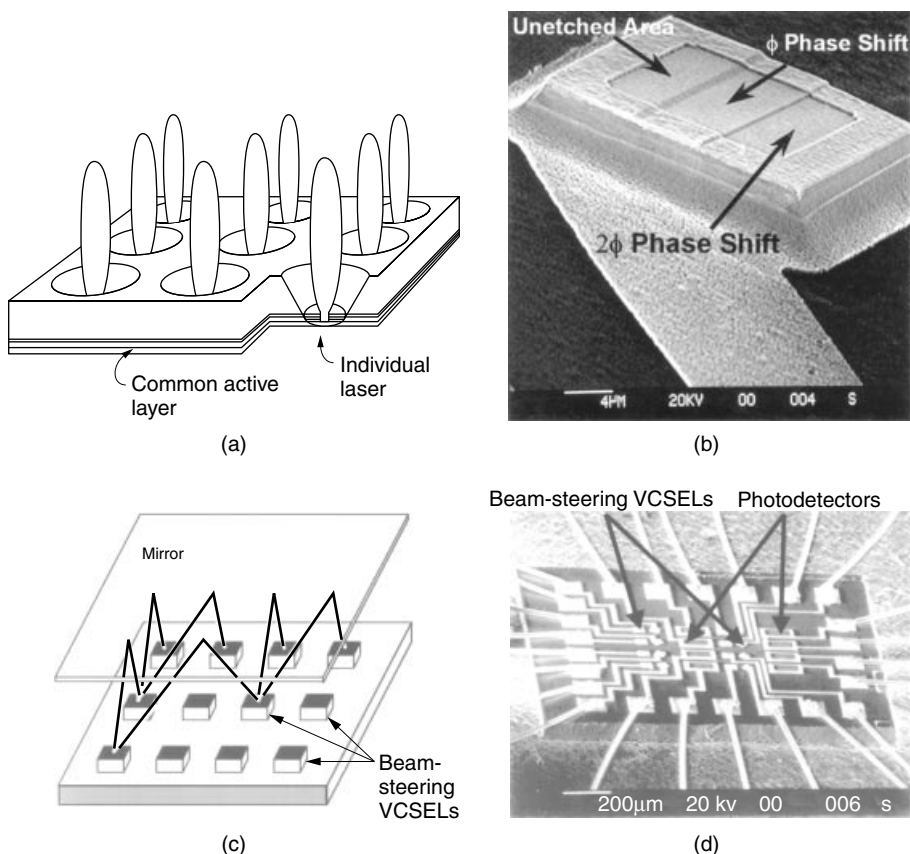 Unetched Area
ϕ Phase Shift
2ϕ Phase Shift
4µM 20KV 00 004 S
Common active
layer
Individual
laser
(a)
(b)
Mirror
Beam-
steering
VCSELs
(c)
Beam-steering VCSELs
Photodetectors
200µm 20 kv 00 006 s
(d)